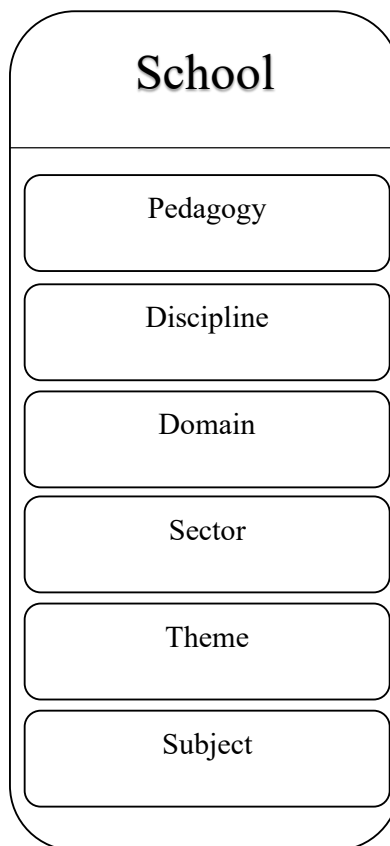 School
Pedagogy
Discipline
Domain
Sector
Theme
Subject